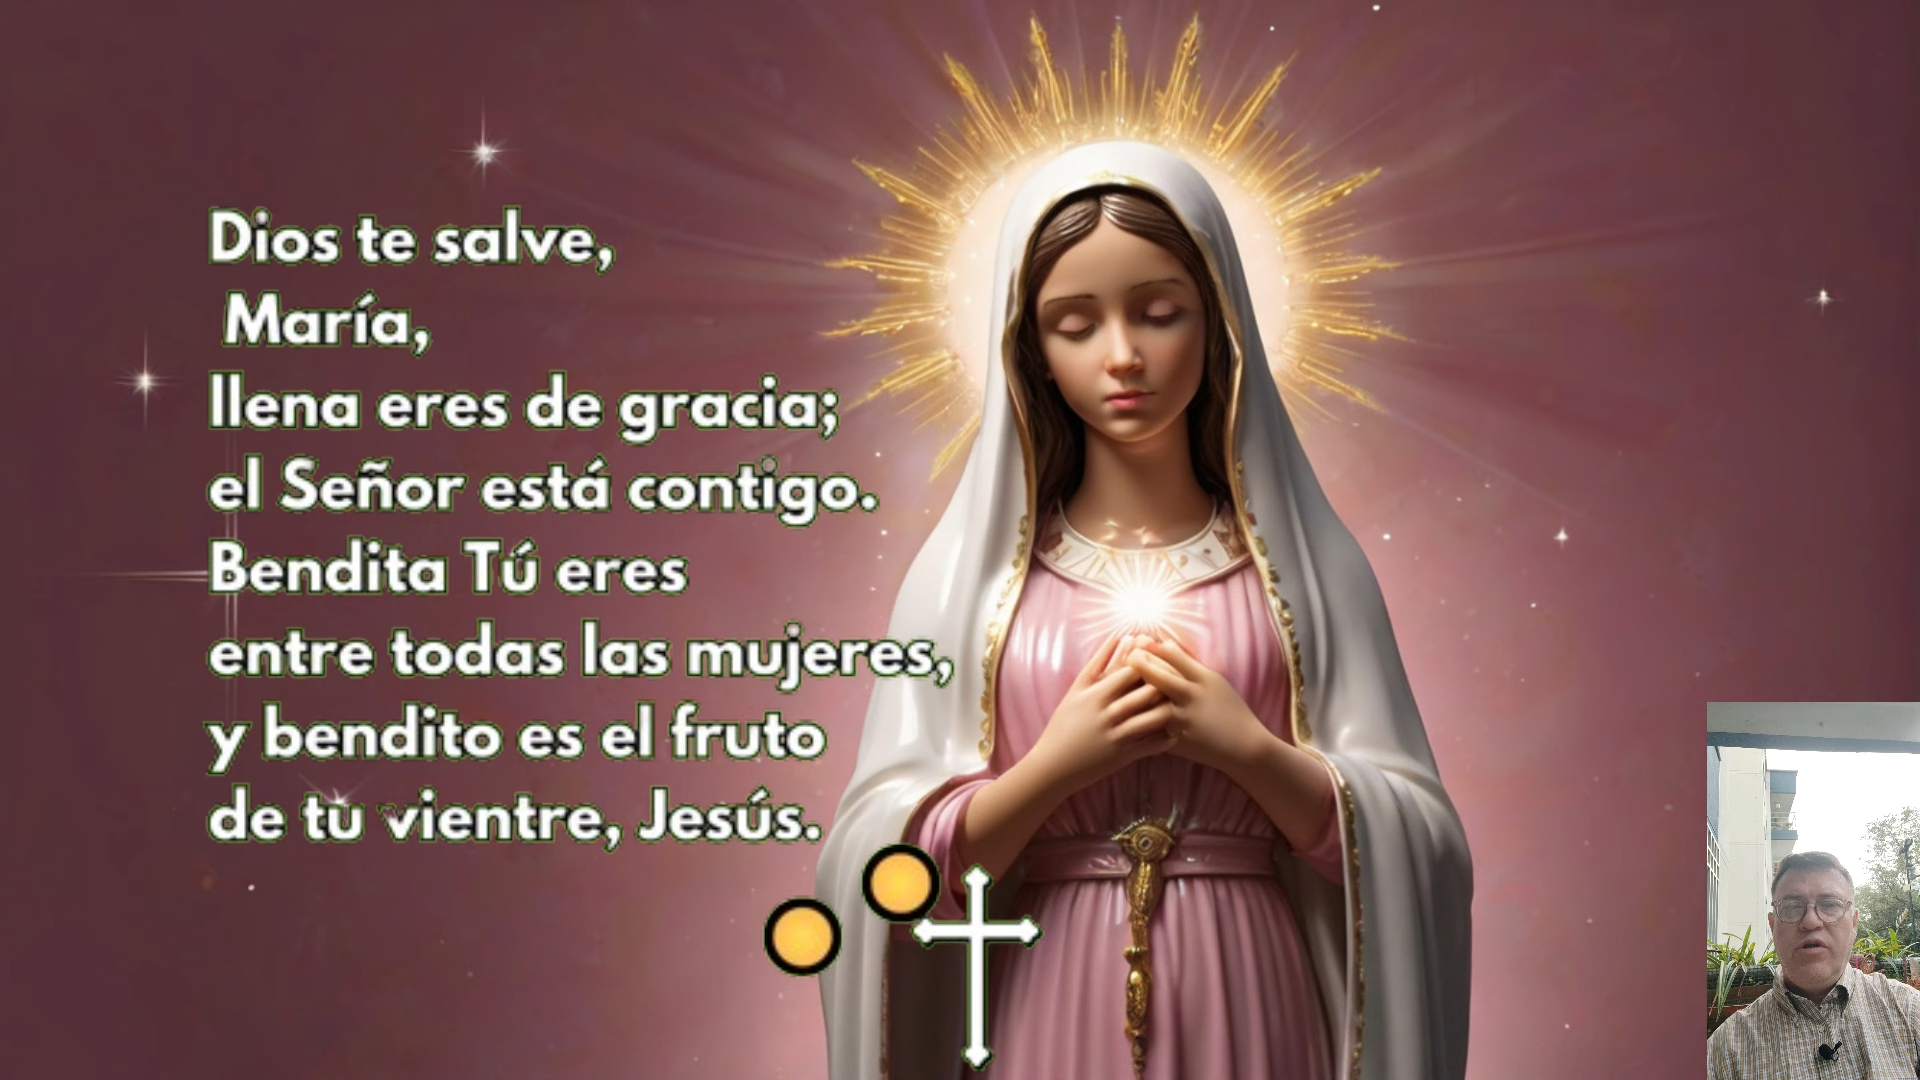 Dios te salve,
María,
llena eres de gracia;
el Señor está contigo.
Bendita Tú eres
entre todas las mujeres,
y bendito es el fruto
de tu vientre, Jesús.